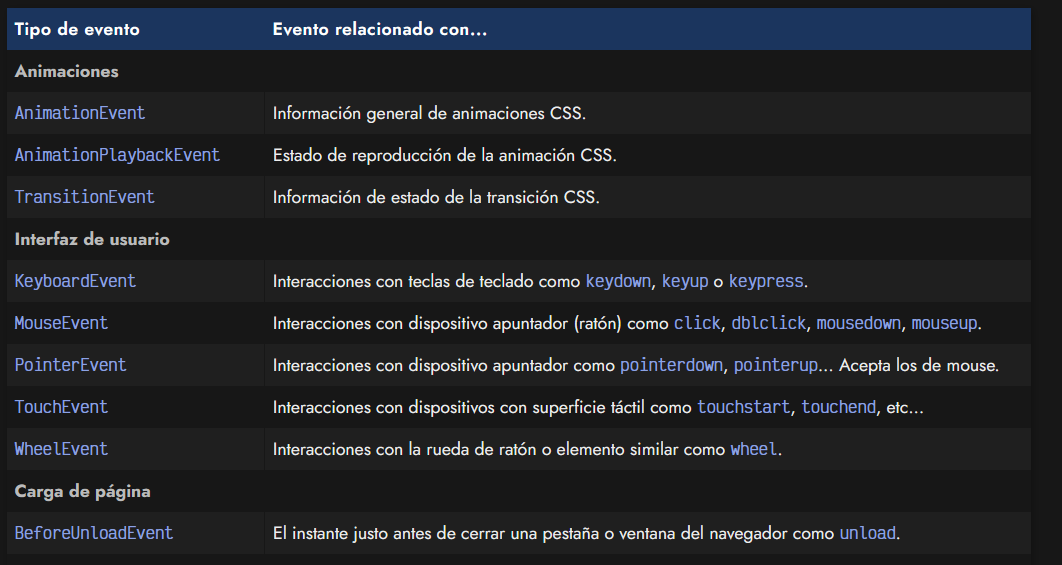 Tipo de evento Evento relacionado con...
Animaciones
AnimationEvent Información general de animaciones CSS.
AnimationPlaybackEvent Estado de reproducción de la animación CSS.
TransitionEvent Información de estado de la transición CSS.
Interfaz de usuario
KeyboardEvent Interacciones con teclas de teclado como keydown, keyup o keypress.
MouseEvent Interacciones con dispositivo apuntador (ratón) como click, dblclick, mousedown, mouseup.
PointerEvent Interacciones con dispositivo apuntador como pointerdown, pointerup... Acepta los de mouse.
TouchEvent Interacciones con dispositivos con superficie táctil como touchstart, touchend, etc...
WheelEvent Interacciones con la rueda de ratón o elemento similar como wheel.
Carga de página
BeforeUnloadEvent El instante justo antes de cerrar una pestaña o ventana del navegador como unload.